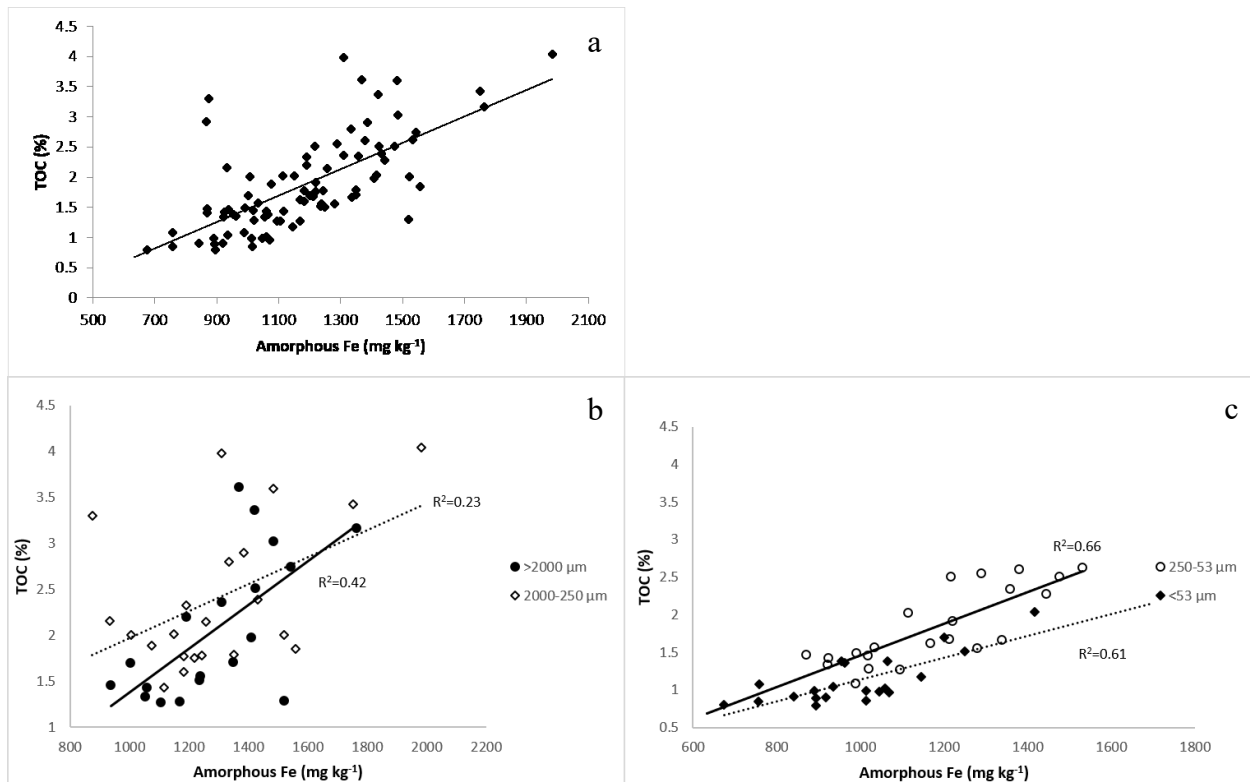 a
4.5
4
3.5
3
2.5
2
1.5
1
0.5
0
TOC (%)
500 700 900 1100 1300 1500 1700 1900 2100
Amorphous Fe (mg kg⁻¹)
b
4.5
4
3.5
3
2.5
2
1.5
1
TOC (%)
R²=0.23
R²=0.42
>2000 µm
2000-250 µm
800 1000 1200 1400 1600 1800 2000 2200
Amorphous Fe (mg kg⁻¹)
c
4.5
4
3.5
3
2.5
2
1.5
1
0.5
TOC (%)
R²=0.66
250-53 µm
<53 µm
R²=0.61
600 800 1000 1200 1400 1600 1800
Amorphous Fe (mg kg⁻¹)